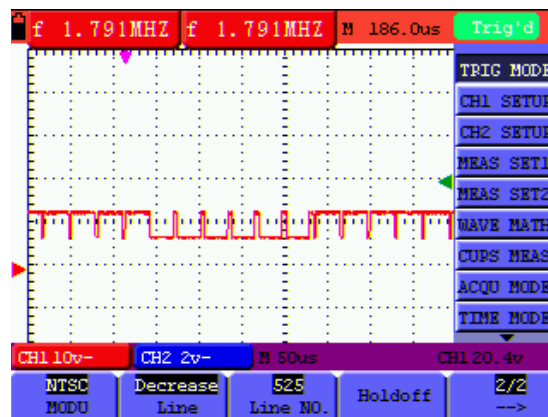 f 1.791MHZ f 1.791MHZ M 186.0us Trig'd
TRIG MODE
CH1 SETUP
CH2 SETUP
MEAS SET1
MEAS SET2
WAVE MATH
CURS MEAS
ACQU MODE
TIME MODE
CH1 10v- CH2 2v- M 50us CH1 20.4v
NTSC Decrease 525 Holdoff 2/2
MODU Line Line NO. -->